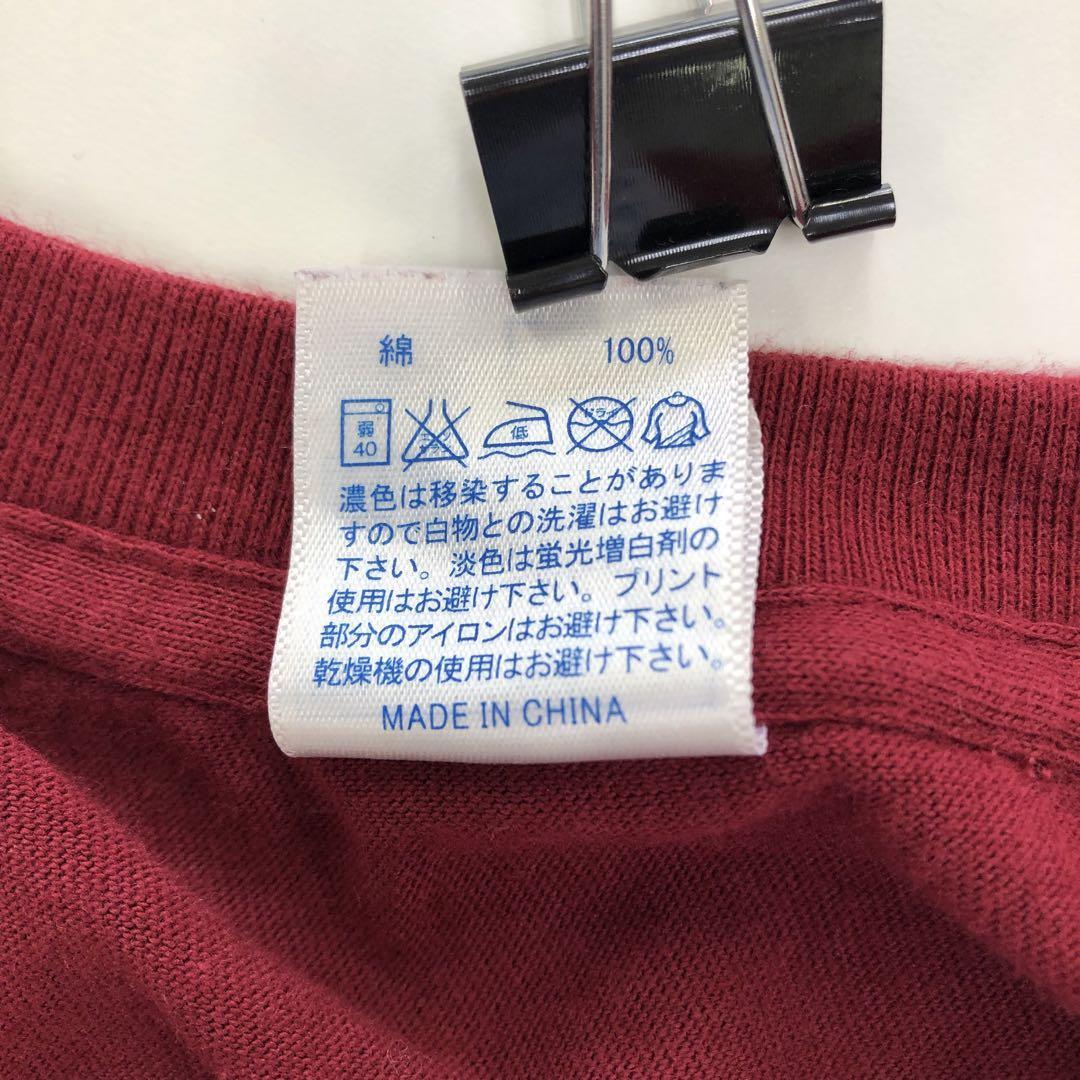 綿 100%
弱 40 低
濃色は移染することがありま
すので白物との洗濯はお避け
下さい。淡色は蛍光増白剤の
使用はお避け下さい。プリント
部分のアイロンはお避け下さい。
乾燥機の使用はお避け下さい。
MADE IN CHINA